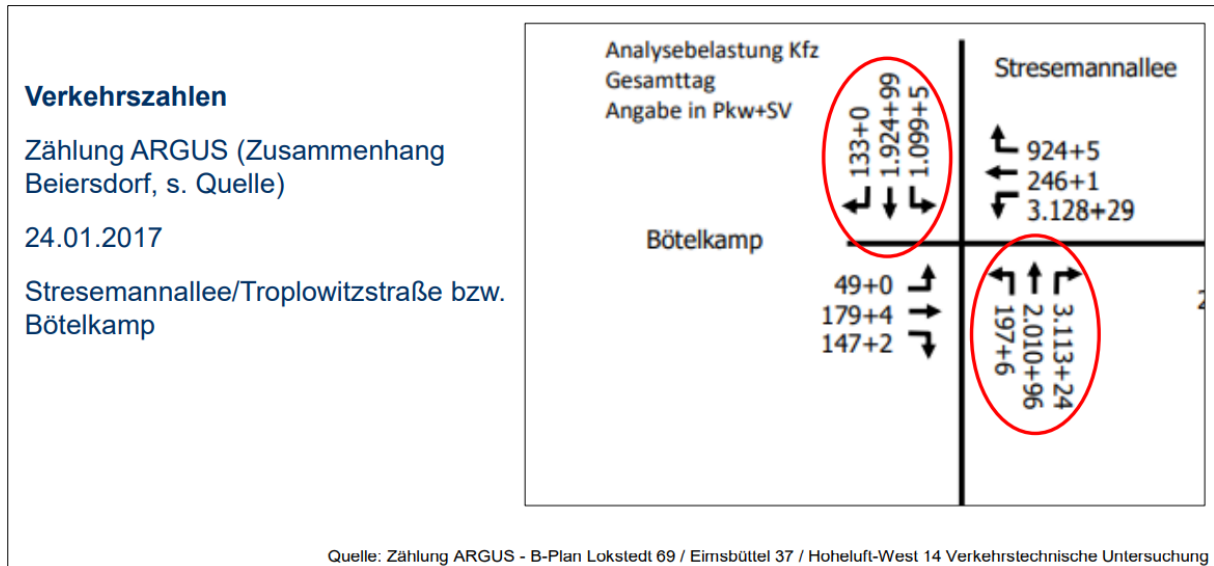 Verkehrszahlen
Zählung ARGUS (Zusammenhang
Beiersdorf, s. Quelle)
24.01.2017
Stresemannallee/Troplowitzstraße bzw.
Bötelkamp
Analysebelastung Kfz
Gesamttag
Angabe in Pkw+SV
133+0
1.924+99
1.099+5
Stresemannallee
924+5
246+1
3.128+29
Bötelkamp
49+0
179+4
147+2
197+6
2.010+96
3.113+24
Quelle: Zählung ARGUS - B-Plan Lokstedt 69 / Eimsbüttel 37 / Hoheluft-West 14 Verkehrstechnische Untersuchung